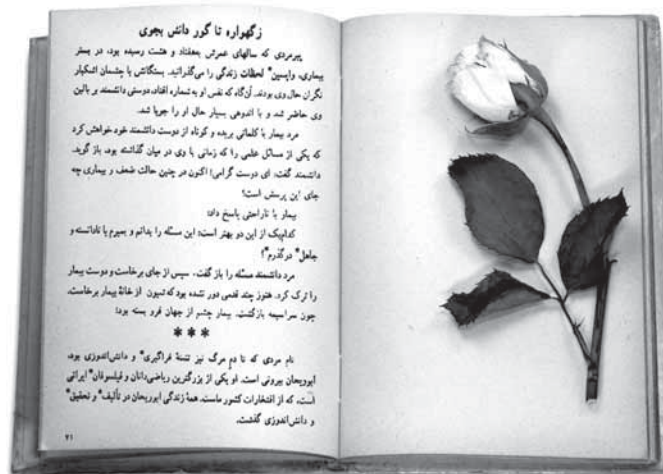 زگهواره تا گور دانش بجوی
پیرمردی که سالهای عمرش به‌هفتاد و هشت رسیده بود، در بستر
بیماری، واپسین* لحظات زندگی را می‌گذرانید. بستگانش با چشمان اشکبار
نگران حال وی بودند. آن‌گاه که نفس او به‌شماره افتاد، دوستی دانشمند بر بالین
وی حاضر شد و با اندوهی بسیار حال او را جویا شد.
مرد بیمار با کلماتی بریده و کوتاه از دوست دانشمند خود خواهش کرد
که یکی از مسائل علمی را که زمانی با وی در میان گذاشته بود، باز گوید.
دانشمند گفت: ای دوست گرامی! اکنون در چنین حالت ضعف و بیماری چه
جای این پرسش است؟
بیمار با ناراحتی پاسخ داد:
کدام‌یک از این دو بهتر است: این مسئله را بدانم و بمیرم یا نادانسته و
جاهل* درگذرم*؟
مرد دانشمند مسئله را باز گفت. سپس از جای برخاست و دوست بیمار
را ترک کرد. هنوز چند قدمی دور نشده بود که شیون از خانهٔ بیمار برخاست.
چون سراسیمه بازگشت، بیمار چشم از جهان فرو بسته بود!
***
نام مردی که تا دم مرگ نیز تشنهٔ فراگیری* و دانش‌اندوزی بود،
ابوریحان بیرونی است. او یکی از بزرگترین ریاضی‌دانان و فیلسوفان* ایرانی
است، که از افتخارات کشور ماست. همهٔ زندگی ابوریحان در تألیف* و تحقیق*
و دانش‌اندوزی گذشت.